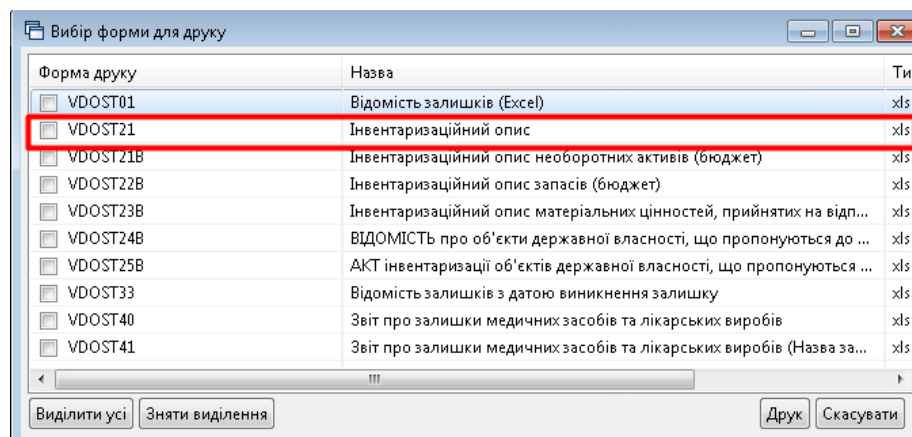 Вибір форми для друку
Форма друку Назва Ти
VDOST01 Відомість залишків (Excel) xls
VDOST21 Інвентаризаційний опис xls
VDOST21B Інвентаризаційний опис необоротних активів (бюджет) xls
VDOST22B Інвентаризаційний опис запасів (бюджет) xls
VDOST23B Інвентаризаційний опис матеріальних цінностей, прийнятих на відп... xls
VDOST24B ВІДОМІСТЬ про об'єкти державної власності, що пропонуються до ... xls
VDOST25B АКТ інвентаризації об'єктів державної власності, що пропонуються ... xls
VDOST33 Відомість залишків з датою виникнення залишку xls
VDOST40 Звіт про залишки медичних засобів та лікарських виробів xls
VDOST41 Звіт про залишки медичних засобів та лікарських виробів (Назва за... xls
Виділити усі Зняти виділення Друк Скасувати